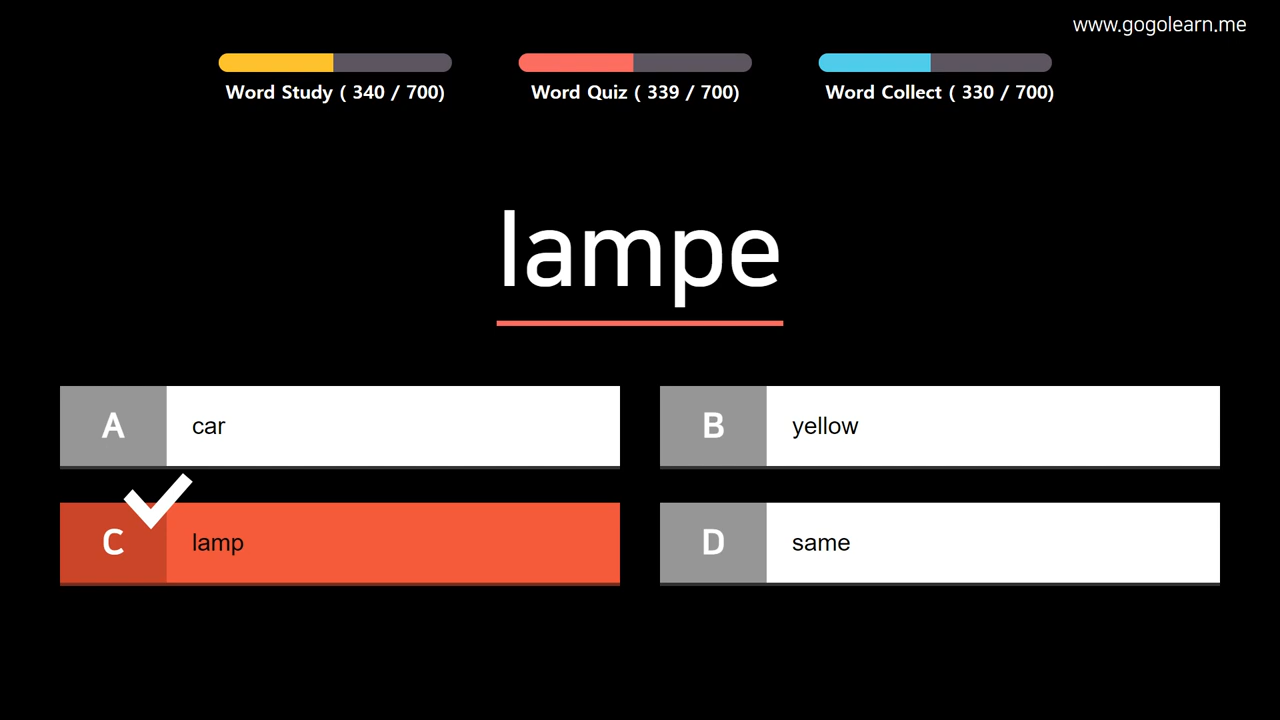 www.gogolearn.me
Word Study ( 340 / 700)
Word Quiz ( 339 / 700)
Word Collect ( 330 / 700)
lampe
A car
B yellow
C lamp
D same